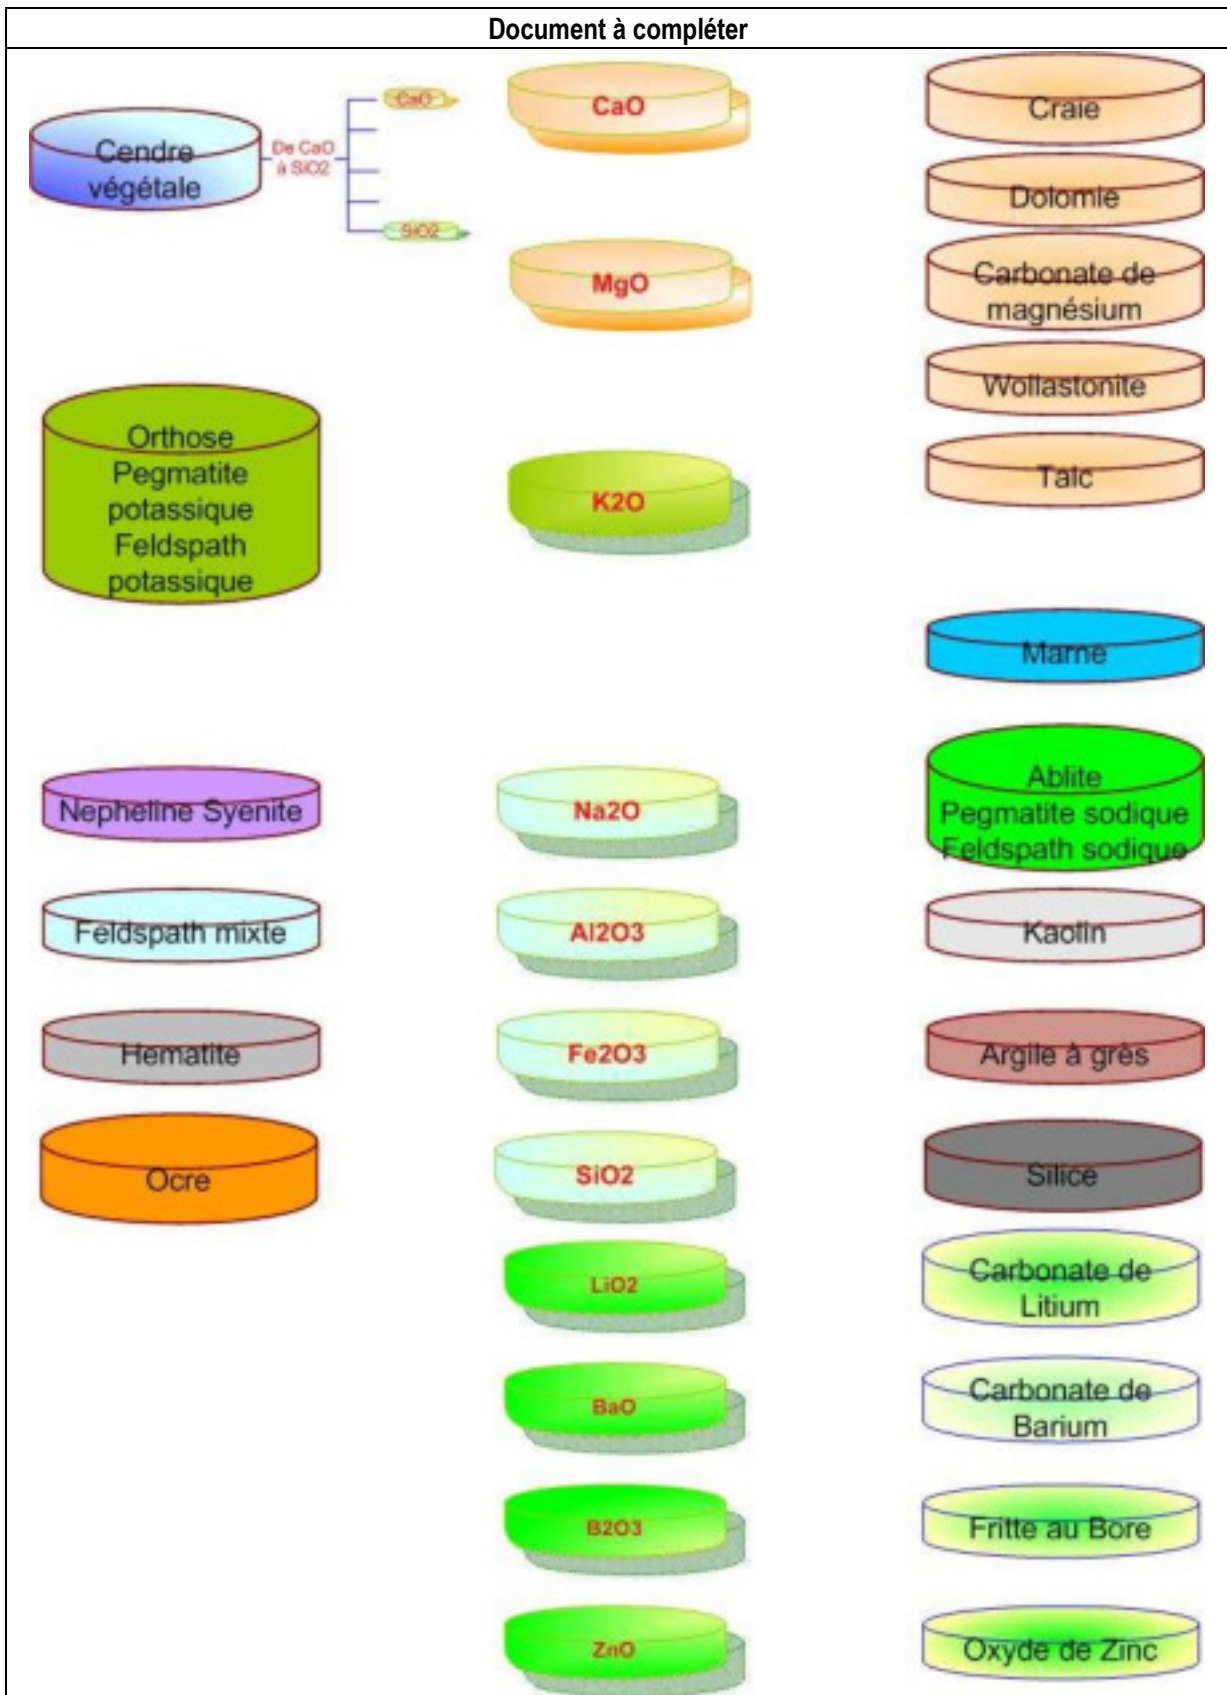 Document à compléter
Cendre
végétale
De CaO
à SiO2
CaO
SiO2
CaO
Craie
Dolomie
MgO
Carbonate de
magnésium
Wollastonite
Orthose
Pegmatite
potassique
Feldspath
potassique
K2O
Talc
Marne
Nepheline Syenite
Na2O
Ablite
Pegmatite sodique
Feldspath sodique
Feldspath mixte
Al2O3
Kaolin
Hematite
Fe2O3
Argile à grès
Ocre
SiO2
Silice
LiO2
Carbonate de
Litium
BaO
Carbonate de
Barium
B2O3
Fritte au Bore
ZnO
Oxyde de Zinc